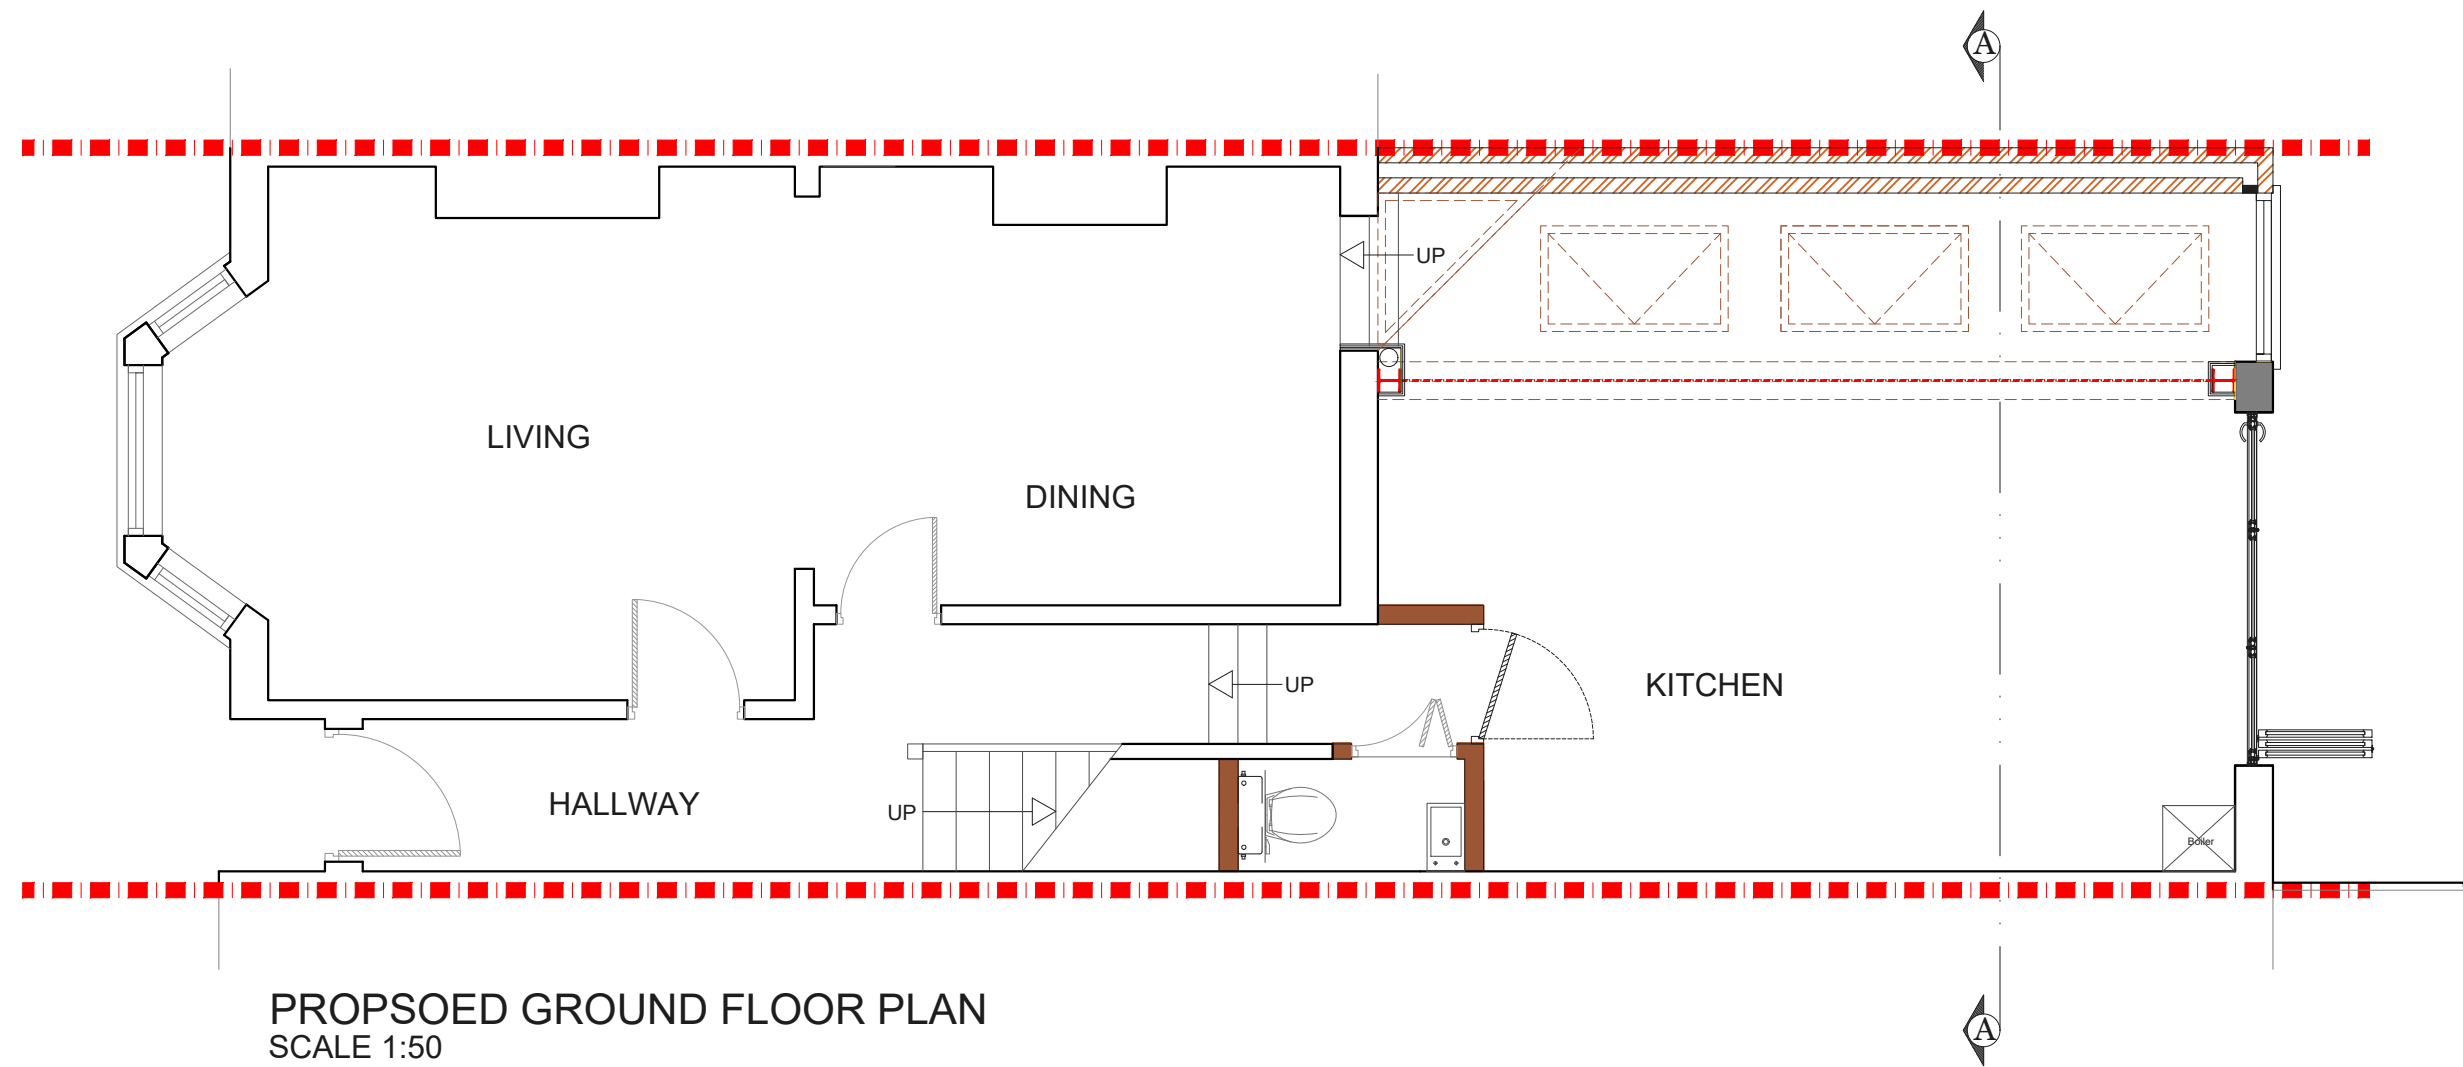 A
UP
LIVING
DINING
UP
KITCHEN
HALLWAY
UP
Boiler
PROPSOED GROUND FLOOR PLAN
SCALE 1:50
A